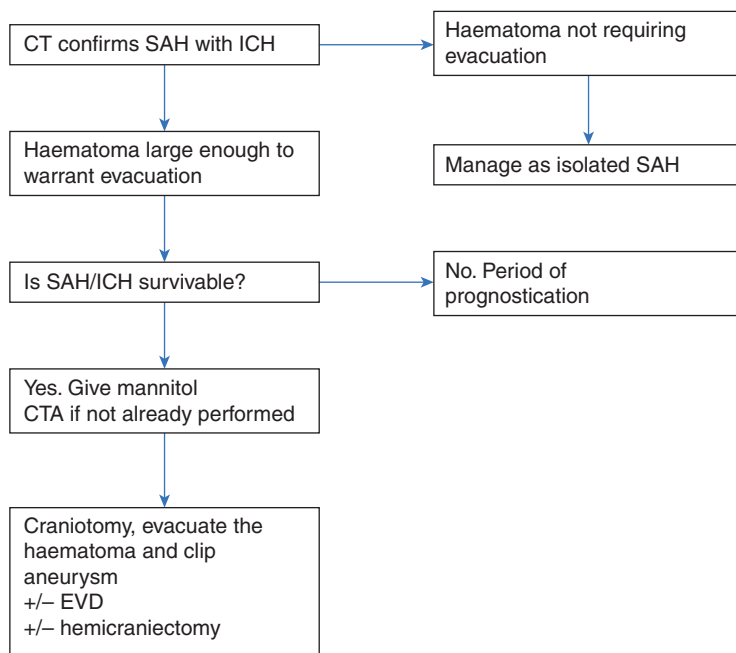 CT confirms SAH with ICH
Haematoma not requiring
evacuation
Haematoma large enough to
warrant evacuation
Manage as isolated SAH
Is SAH/ICH survivable?
No. Period of
prognostication
Yes. Give mannitol
CTA if not already performed
Craniotomy, evacuate the
haematoma and clip
aneurysm
+/– EVD
+/– hemicraniectomy